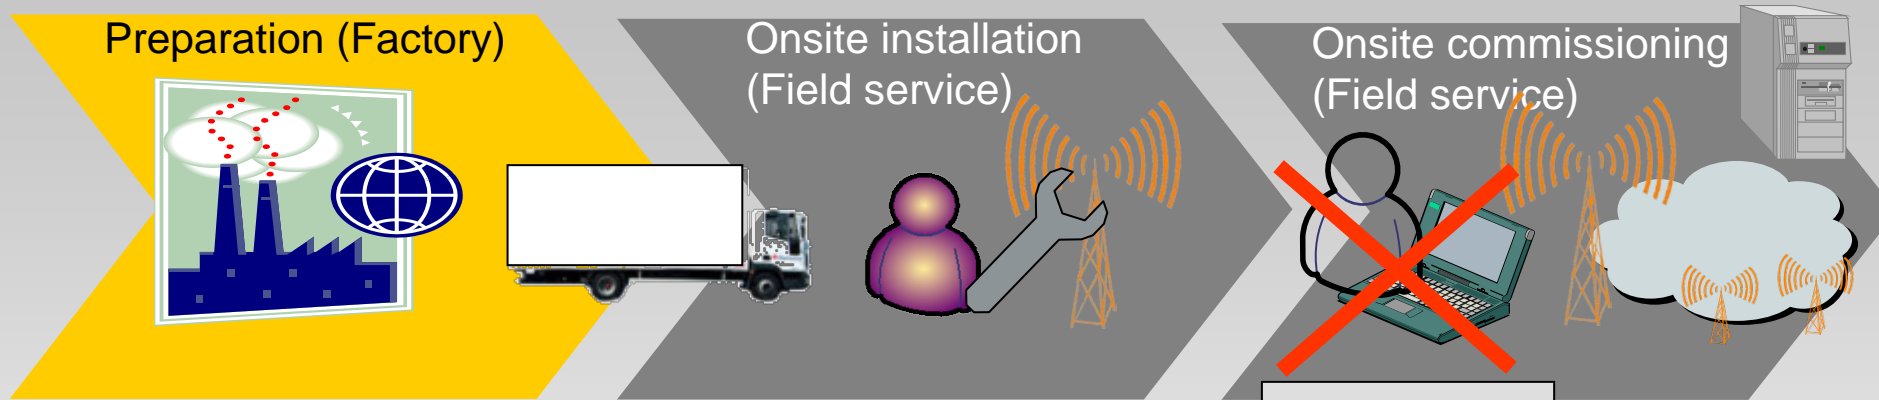 Preparation (Factory)
Onsite installation
(Field service)
Onsite commissioning
(Field service)